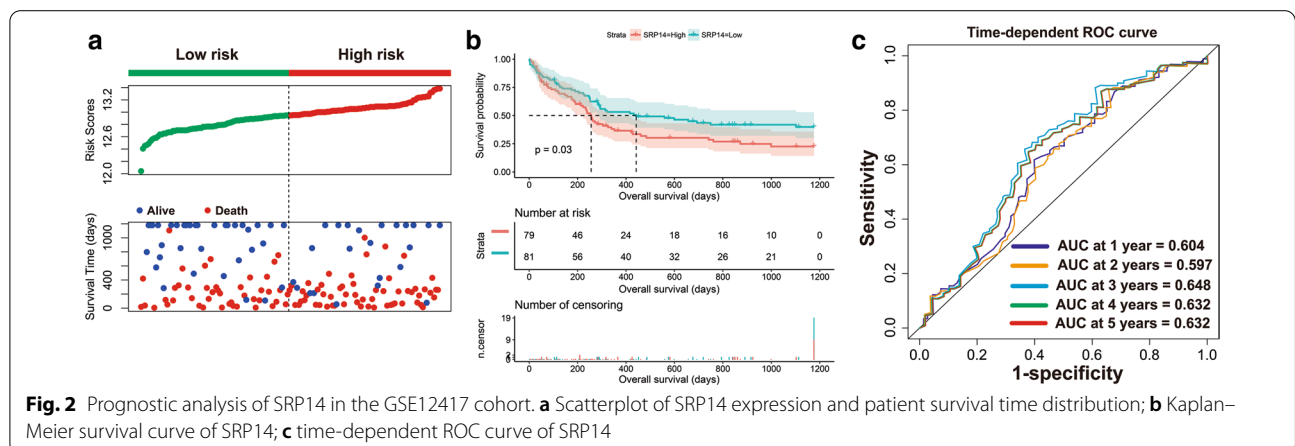 a
Low risk High risk
Risk Scores
13.2
12.6
12.0
Alive Death
Survival Time (days)
1000
400
0
b
Strata SRP14=High SRP14=Low
Survival probability
1.00
0.75
0.50
0.25
0.00
p = 0.03
0 200 400 600 800 1000 1200
Overall survival (days)
Number at risk
Strata
79 46 24 18 16 10 0
81 56 40 32 26 21 0
0 200 400 600 800 1000 1200
Overall survival (days)
Number of censoring
n.censor
19
0 200 400 600 800 1000 1200
Overall survival (days)
c
Time-dependent ROC curve
Sensitivity
1.0
0.8
0.6
0.4
0.2
0.0
AUC at 1 year = 0.604
AUC at 2 years = 0.597
AUC at 3 years = 0.648
AUC at 4 years = 0.632
AUC at 5 years = 0.632
0.0 0.2 0.4 0.6 0.8 1.0
1-specificity
Fig. 2 Prognostic analysis of SRP14 in the GSE12417 cohort. a Scatterplot of SRP14 expression and patient survival time distribution; b Kaplan–
Meier survival curve of SRP14; c time-dependent ROC curve of SRP14